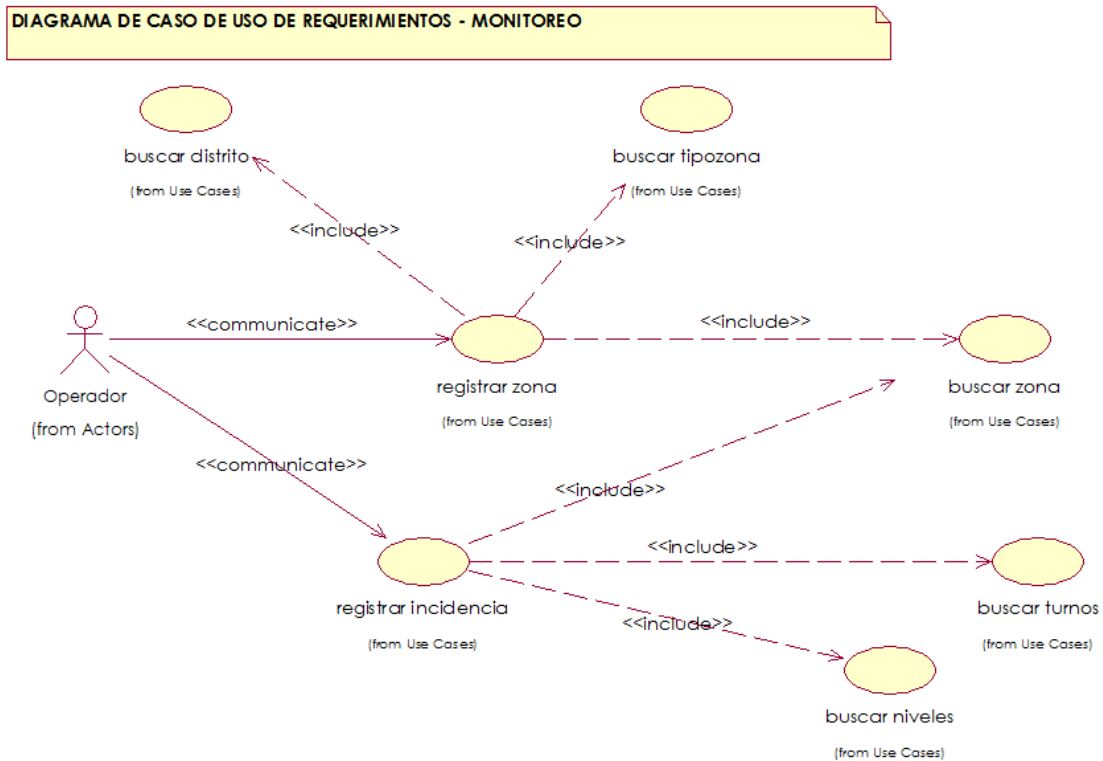 DIAGRAMA DE CASO DE USO DE REQUERIMIENTOS - MONITOREO
buscar distrito
(from Use Cases)
buscar tipozona
(from Use Cases)
<<include>>
<<include>>
<<communicate>>
<<include>>
Operador
(from Actors)
registrar zona
(from Use Cases)
buscar zona
(from Use Cases)
<<communicate>>
<<include>>
<<include>>
registrar incidencia
(from Use Cases)
buscar turnos
(from Use Cases)
<<include>>
buscar niveles
(from Use Cases)